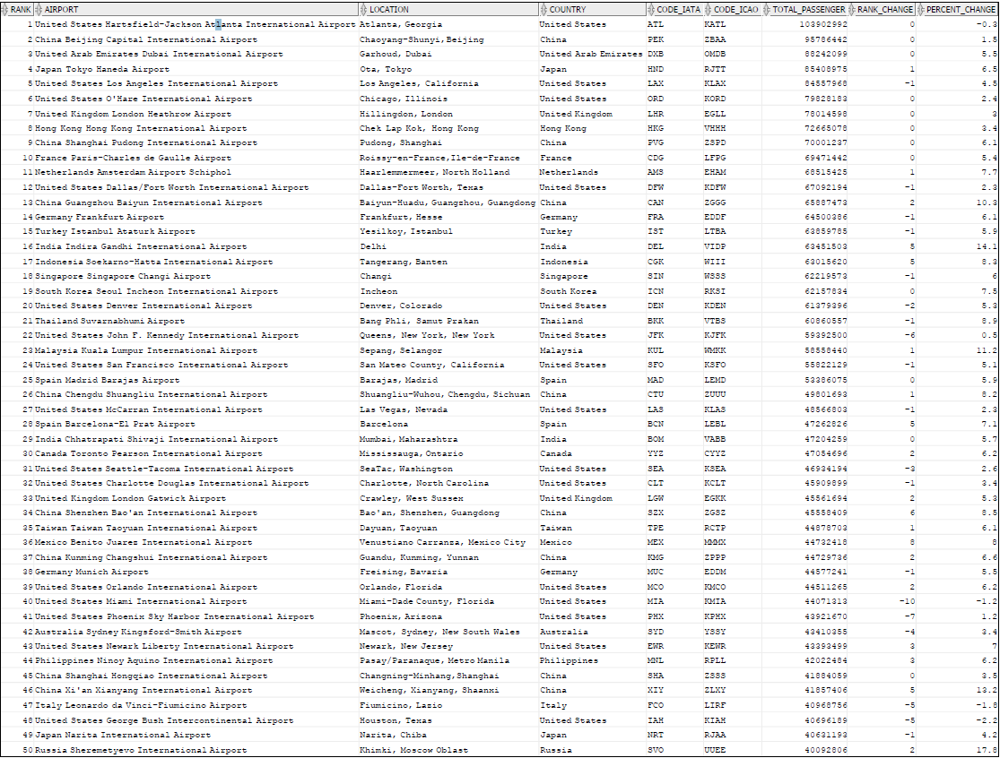 RANK AIRPORT LOCATION COUNTRY CODE_IATA CODE_ICAO TOTAL_PASSENGER RANK_CHANGE PERCENT_CHANGE
1 United States Hartsfield-Jackson Atlanta International Airport Atlanta, Georgia United States ATL KATL 103902992 0 -0.3
2 China Beijing Capital International Airport Chaoyang-Shunyi, Beijing China PEK ZBAA 95786442 0 1.5
3 United Arab Emirates Dubai International Airport Garhoud, Dubai United Arab Emirates DXB OMDB 88242099 0 5.5
4 Japan Tokyo Haneda Airport Ota, Tokyo Japan HND RJTT 85408975 1 6.5
5 United States Los Angeles International Airport Los Angeles, California United States LAX KLAX 84557968 -1 4.5
6 United States O'Hare International Airport Chicago, Illinois United States ORD KORD 79828183 0 2.4
7 United Kingdom London Heathrow Airport Hillingdon, London United Kingdom LHR EGLL 78014598 0 3
8 Hong Kong Hong Kong International Airport Chek Lap Kok, Hong Kong Hong Kong HKG VHHH 72665078 0 3.4
9 China Shanghai Pudong International Airport Pudong, Shanghai China PVG ZSPD 70001237 0 6.1
10 France Paris-Charles de Gaulle Airport Roissy-en-France,Ile-de-France France CDG LFPG 69471442 0 5.4
11 Netherlands Amsterdam Airport Schiphol Haarlemmermeer, North Holland Netherlands AMS EHAM 68515425 1 7.7
12 United States Dallas/Fort Worth International Airport Dallas-Fort Worth, Texas United States DFW KDFW 67092194 -1 2.3
13 China Guangzhou Baiyun International Airport Baiyun-Huadu, Guangzhou, Guangdong China CAN ZGGG 65887473 2 10.3
14 Germany Frankfurt Airport Frankfurt, Hesse Germany FRA EDDF 64500386 -1 6.1
15 Turkey Istanbul Ataturk Airport Yesilkoy, Istanbul Turkey IST LTBA 63859785 -1 5.9
16 India Indira Gandhi International Airport Delhi India DEL VIDP 63451503 5 14.1
17 Indonesia Soekarno-Hatta International Airport Tangerang, Banten Indonesia CGK WIII 63015620 5 8.3
18 Singapore Singapore Changi Airport Changi Singapore SIN WSSS 62219573 -1 6
19 South Korea Seoul Incheon International Airport Incheon South Korea ICN RKSI 62157834 0 7.5
20 United States Denver International Airport Denver, Colorado United States DEN KDEN 61379396 -2 5.3
21 Thailand Suvarnabhumi Airport Bang Phli, Samut Prakan Thailand BKK VTBS 60860557 -1 8.9
22 United States John F. Kennedy International Airport Queens, New York, New York United States JFK KJFK 59392500 -6 0.5
23 Malaysia Kuala Lumpur International Airport Sepang, Selangor Malaysia KUL WMKK 58558440 1 11.2
24 United States San Francisco International Airport San Mateo County, California United States SFO KSFO 55822129 -1 5.1
25 Spain Madrid Barajas Airport Barajas, Madrid Spain MAD LEMD 53386075 0 5.9
26 China Chengdu Shuangliu International Airport Shuangliu-Wuhou, Chengdu, Sichuan China CTU ZUUU 49801693 1 8.2
27 United States McCarran International Airport Las Vegas, Nevada United States LAS KLAS 48566803 -1 2.3
28 Spain Barcelona-El Prat Airport Barcelona Spain BCN LEBL 47262826 5 7.1
29 India Chhatrapati Shivaji International Airport Mumbai, Maharashtra India BOM VABB 47204259 0 5.7
30 Canada Toronto Pearson International Airport Mississauga, Ontario Canada YYZ CYYZ 47054696 2 6.2
31 United States Seattle-Tacoma International Airport SeaTac, Washington United States SEA KSEA 46934194 -3 2.6
32 United States Charlotte Douglas International Airport Charlotte, North Carolina United States CLT KCLT 45909899 -1 3.4
33 United Kingdom London Gatwick Airport Crawley, West Sussex United Kingdom LGW EGKK 45561694 2 5.3
34 China Shenzhen Bao'an International Airport Bao'an, Shenzhen, Guangdong China SZX ZGSZ 45558409 6 8.5
35 Taiwan Taiwan Taoyuan International Airport Dayuan, Taoyuan Taiwan TPE RCTP 44878703 1 6.1
36 Mexico Benito Juarez International Airport Venustiano Carranza, Mexico City Mexico MEX MMMX 44732418 8 8
37 China Kunming Changshui International Airport Guandu, Kunming, Yunnan China KMG ZPPP 44729736 2 6.6
38 Germany Munich Airport Freising, Bavaria Germany MUC EDDM 44577241 -1 5.5
39 United States Orlando International Airport Orlando, Florida United States MCO KMCO 44511265 2 6.2
40 United States Miami International Airport Miami-Dade County, Florida United States MIA KMIA 44071313 -10 -1.2
41 United States Phoenix Sky Harbor International Airport Phoenix, Arizona United States PHX KPHX 43921670 -7 1.2
42 Australia Sydney Kingsford-Smith Airport Mascot, Sydney, New South Wales Australia SYD YSSY 43410355 -4 3.4
43 United States Newark Liberty International Airport Newark, New Jersey United States EWR KEWR 43393499 3 7
44 Philippines Ninoy Aquino International Airport Pasay/Paranaque, Metro Manila Philippines MNL RPLL 42022484 3 6.2
45 China Shanghai Hongqiao International Airport Changning-Minhang,Shanghai China SHA ZSSS 41884059 0 3.5
46 China Xi'an Xianyang International Airport Weicheng, Xianyang, Shaanxi China XIY ZLXY 41857406 5 13.2
47 Italy Leonardo da Vinci-Fiumicino Airport Fiumicino, Lazio Italy FCO LIRF 40968756 -5 -1.8
48 United States George Bush Intercontinental Airport Houston, Texas United States IAH KIAH 40696189 -5 -2.2
49 Japan Narita International Airport Narita, Chiba Japan NRT RJAA 40631193 -1 4.2
50 Russia Sheremetyevo International Airport Khimki, Moscow Oblast Russia SVO UUEE 40092806 2 17.8